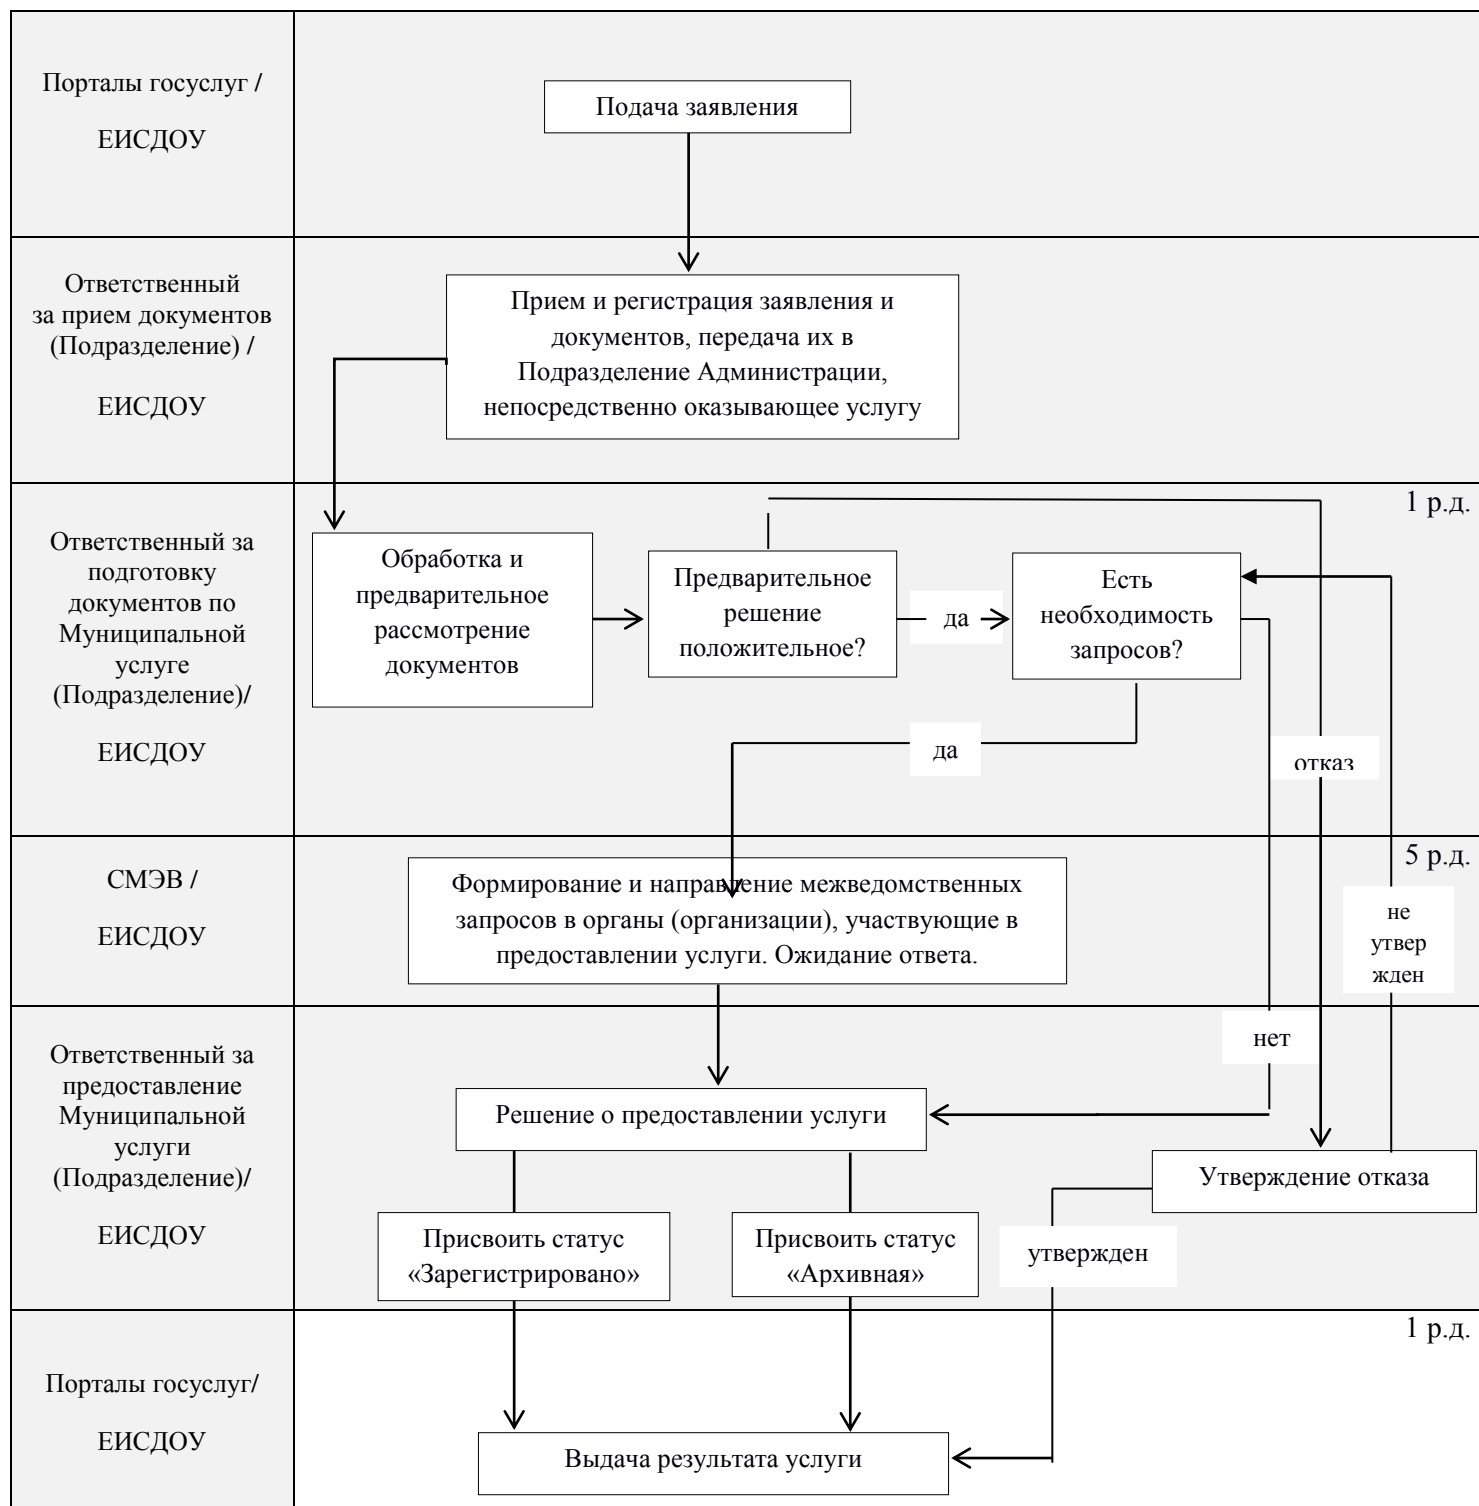 Порталы госуслуг /
ЕИСДОУ
Подача заявления
Ответственный
за прием документов
(Подразделение) /
ЕИСДОУ
Прием и регистрация заявления и
документов, передача их в
Подразделение Администрации,
непосредственно оказывающее услугу
1 р.д.
Ответственный за
подготовку
документов по
Муниципальной
услуге
(Подразделение)/
ЕИСДОУ
Обработка и
предварительное
рассмотрение
документов
Предварительное
решение
положительное?
да
Есть
необходимость
запросов?
да
отказ
5 р.д.
СМЭВ /
ЕИСДОУ
Формирование и направление межведомственных
запросов в органы (организации), участвующие в
предоставлении услуги. Ожидание ответа.
не
утвер
жден
Ответственный за
предоставление
Муниципальной
услуги
(Подразделение)/
ЕИСДОУ
нет
Решение о предоставлении услуги
Утверждение отказа
Присвоить статус
«Зарегистрировано»
Присвоить статус
«Архивная»
утвержден
1 р.д.
Порталы госуслуг/
ЕИСДОУ
Выдача результата услуги